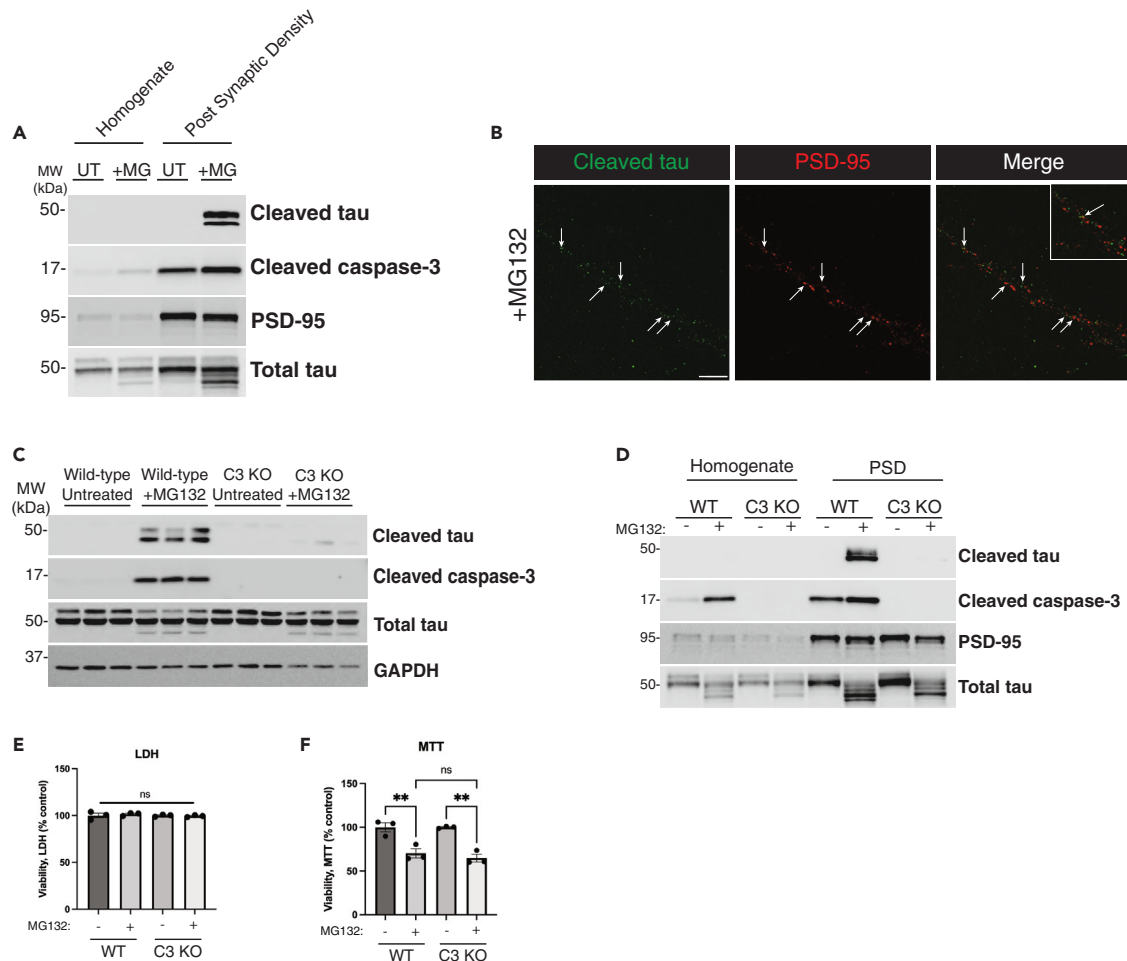 A
Homogenate
Post Synaptic Density
MW
(kDa)
UT +MG UT +MG
50- Cleaved tau
17- Cleaved caspase-3
95- PSD-95
50- Total tau
B
Cleaved tau PSD-95 Merge
+MG132
C
MW
(kDa)
Wild-type Wild-type C3 KO C3 KO
Untreated +MG132 Untreated +MG132
50- Cleaved tau
17- Cleaved caspase-3
50- Total tau
37-
GAPDH
D
Homogenate PSD
WT C3 KO WT C3 KO
MG132: - + - + - + - +
50-
Cleaved tau
17- Cleaved caspase-3
95- PSD-95
50- Total tau
E
LDH
Viability, LDH (% control)
150
100
50
0
ns
MG132: - + - +
WT C3 KO
F
MTT
Viability, MTT (% control)
150
100
50
0
ns
** **
MG132: - + - +
WT C3 KO